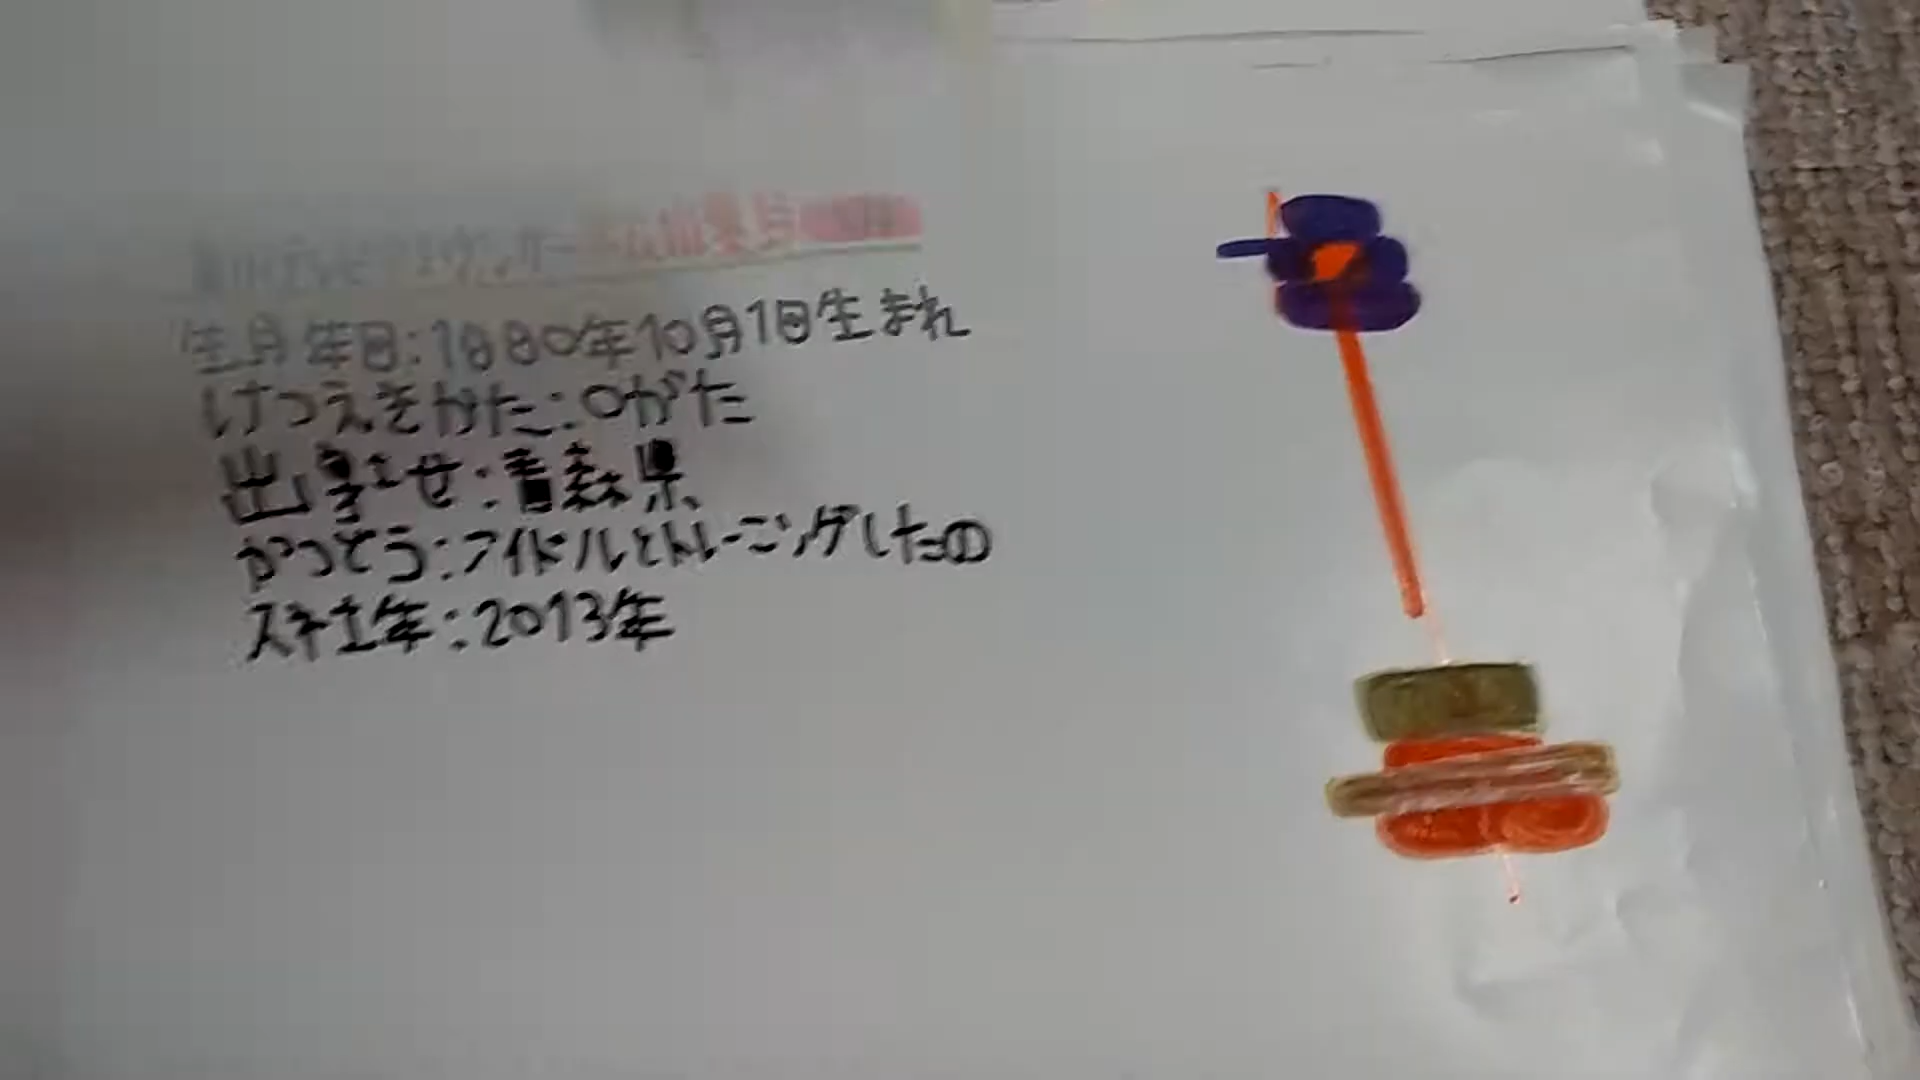 生月年日:1980年10月1日生まれ
けつえきかた:Oがた
出身せ:青森県
かつどう:アイドルとトレーニングしたの
入社年:2013年